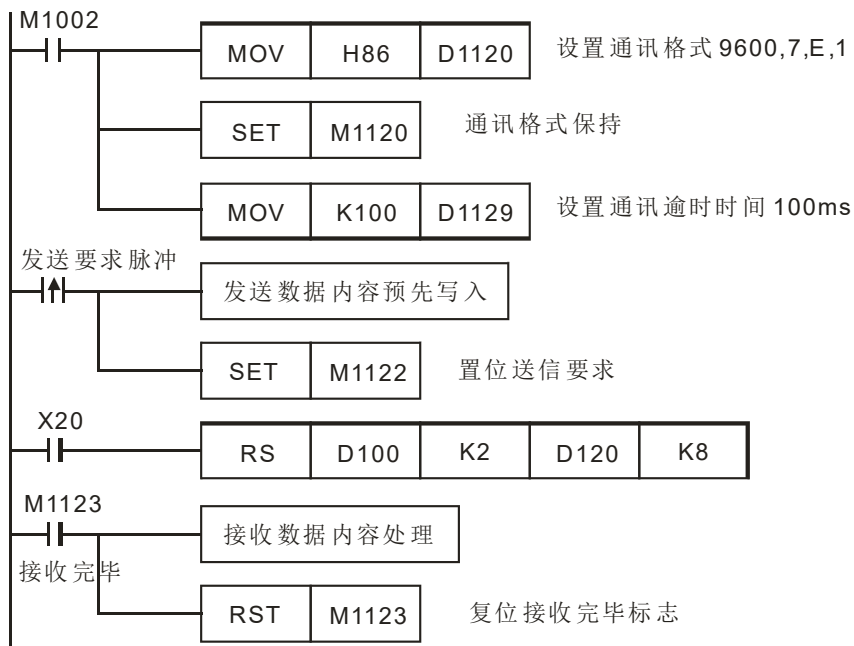 M1002
MOV H86 D1120 设置通讯格式9600,7,E,1
SET M1120 通讯格式保持
MOV K100 D1129 设置通讯逾时时间100ms
发送要求脉冲
发送数据内容预先写入
SET M1122 置位送信要求
X20
RS D100 K2 D120 K8
M1123
接收数据内容处理
接收完毕
RST M1123 复位接收完毕标志